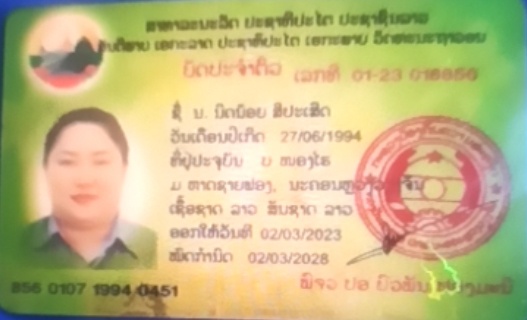 ສາທາລະນະລັດ ປະຊາທິປະໄຕ ປະຊາຊົນລາວ
ສັນຕິພາບ ເອກະລາດ ປະຊາທິປະໄຕ ເອກະພາບ ວັດທະນະຖາວອນ
ບັດປະຈຳຕົວ ເລກທີ 01-23 016856
ຊື່ ນ. ນິດນ້ອຍ ສີປະເສີດ
ວັນເດືອນປີເກີດ 27/06/1994
ທີ່ຢູ່ປະຈຸບັນ ບ ໜອງໄຮ
ມ ຫາດຊາຍຟອງ, ນະຄອນຫຼວງວຽງຈັນ
ເຊື້ອຊາດ ລາວ ສັນຊາດ ລາວ
ອອກໃຫ້ວັນທີ 02/03/2023
ໝົດກຳນົດ 02/03/2028
856 0107 1994 0451